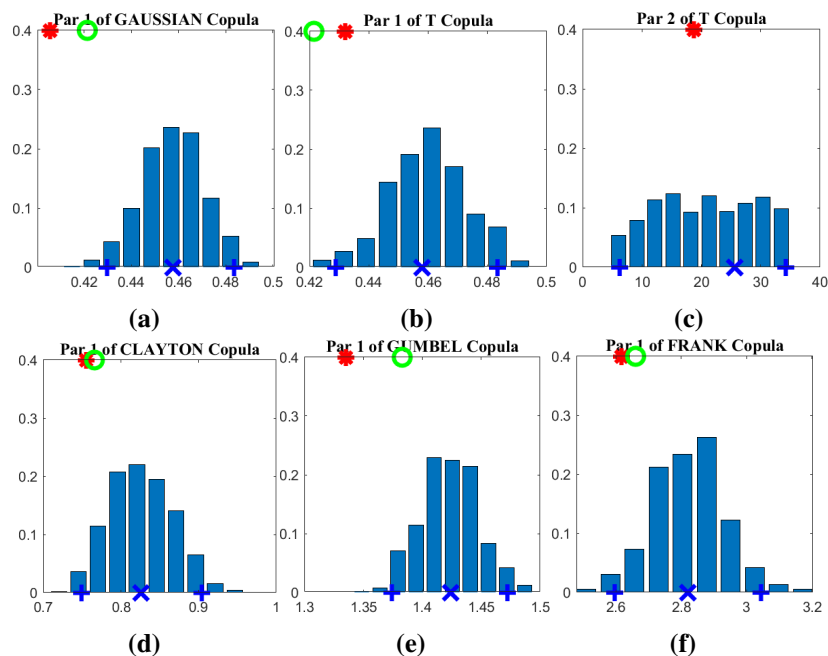 Par 1 of GAUSSIAN Copula
0.4
0.3
0.2
0.1
0
0.42 0.44 0.46 0.48 0.5
(a)
Par 1 of T Copula
0.4
0.3
0.2
0.1
0
0.42 0.44 0.46 0.48 0.5
(b)
Par 2 of T Copula
0.4
0.3
0.2
0.1
0
0 10 20 30 40
(c)
Par 1 of CLAYTON Copula
0.4
0.3
0.2
0.1
0
0.7 0.8 0.9 1
(d)
Par 1 of GUMBEL Copula
0.4
0.3
0.2
0.1
0
1.3 1.35 1.4 1.45 1.5
(e)
Par 1 of FRANK Copula
0.4
0.3
0.2
0.1
0
2.6 2.8 3 3.2
(f)